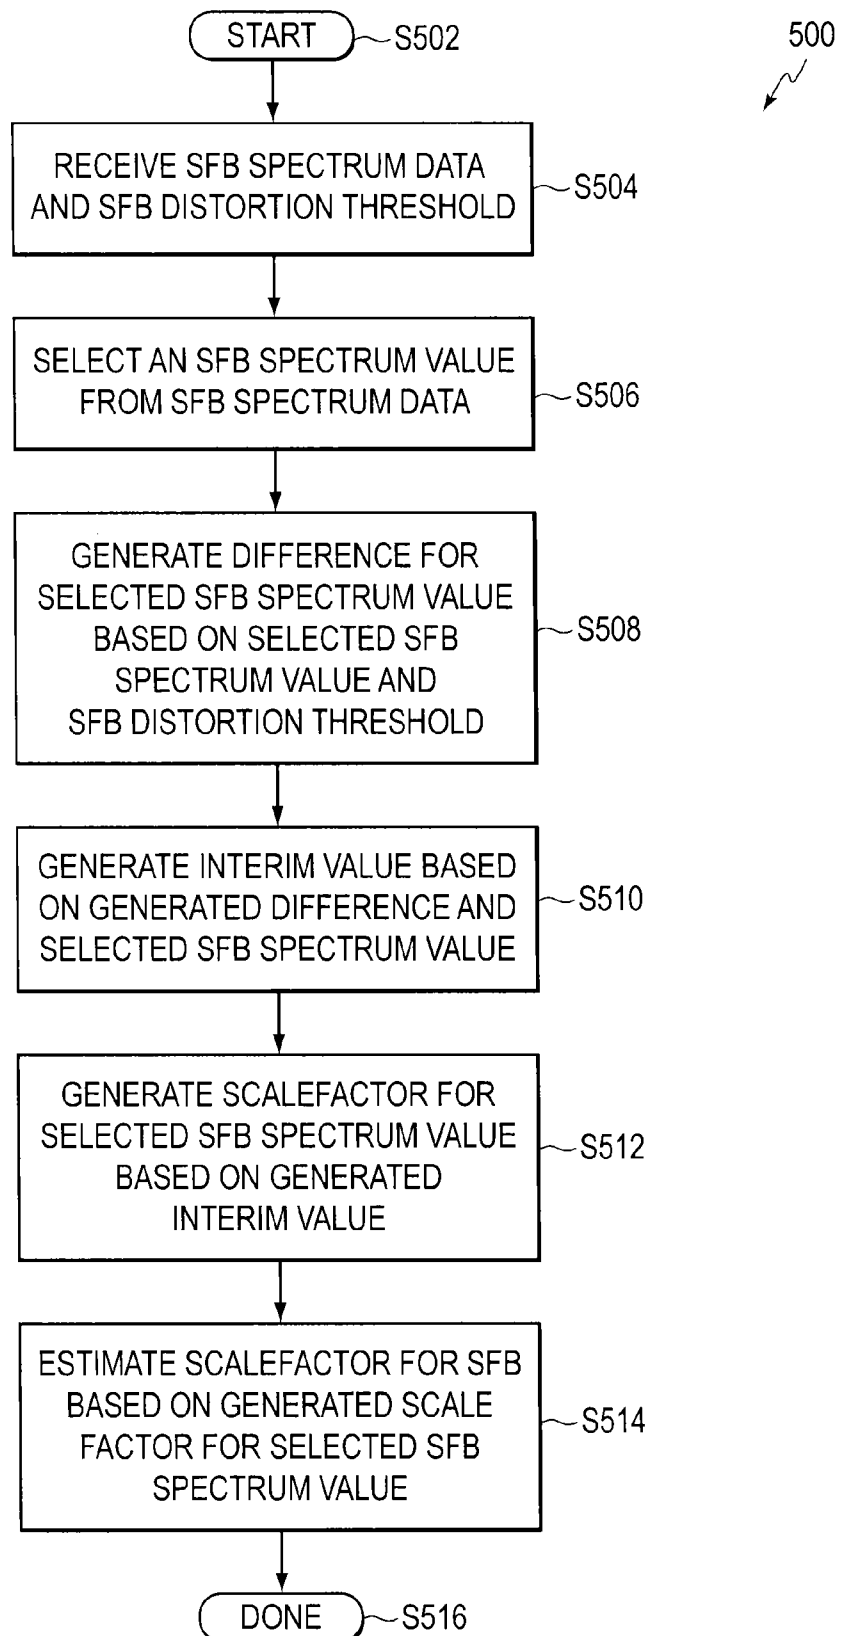 START
S502
500
RECEIVE SFB SPECTRUM DATA
AND SFB DISTORTION THRESHOLD
S504
SELECT AN SFB SPECTRUM VALUE
FROM SFB SPECTRUM DATA
S506
GENERATE DIFFERENCE FOR
SELECTED SFB SPECTRUM VALUE
BASED ON SELECTED SFB
SPECTRUM VALUE AND
SFB DISTORTION THRESHOLD
S508
GENERATE INTERIM VALUE BASED
ON GENERATED DIFFERENCE AND
SELECTED SFB SPECTRUM VALUE
S510
GENERATE SCALEFACTOR FOR
SELECTED SFB SPECTRUM VALUE
BASED ON GENERATED
INTERIM VALUE
S512
ESTIMATE SCALEFACTOR FOR SFB
BASED ON GENERATED SCALE
FACTOR FOR SELECTED SFB
SPECTRUM VALUE
S514
DONE
S516